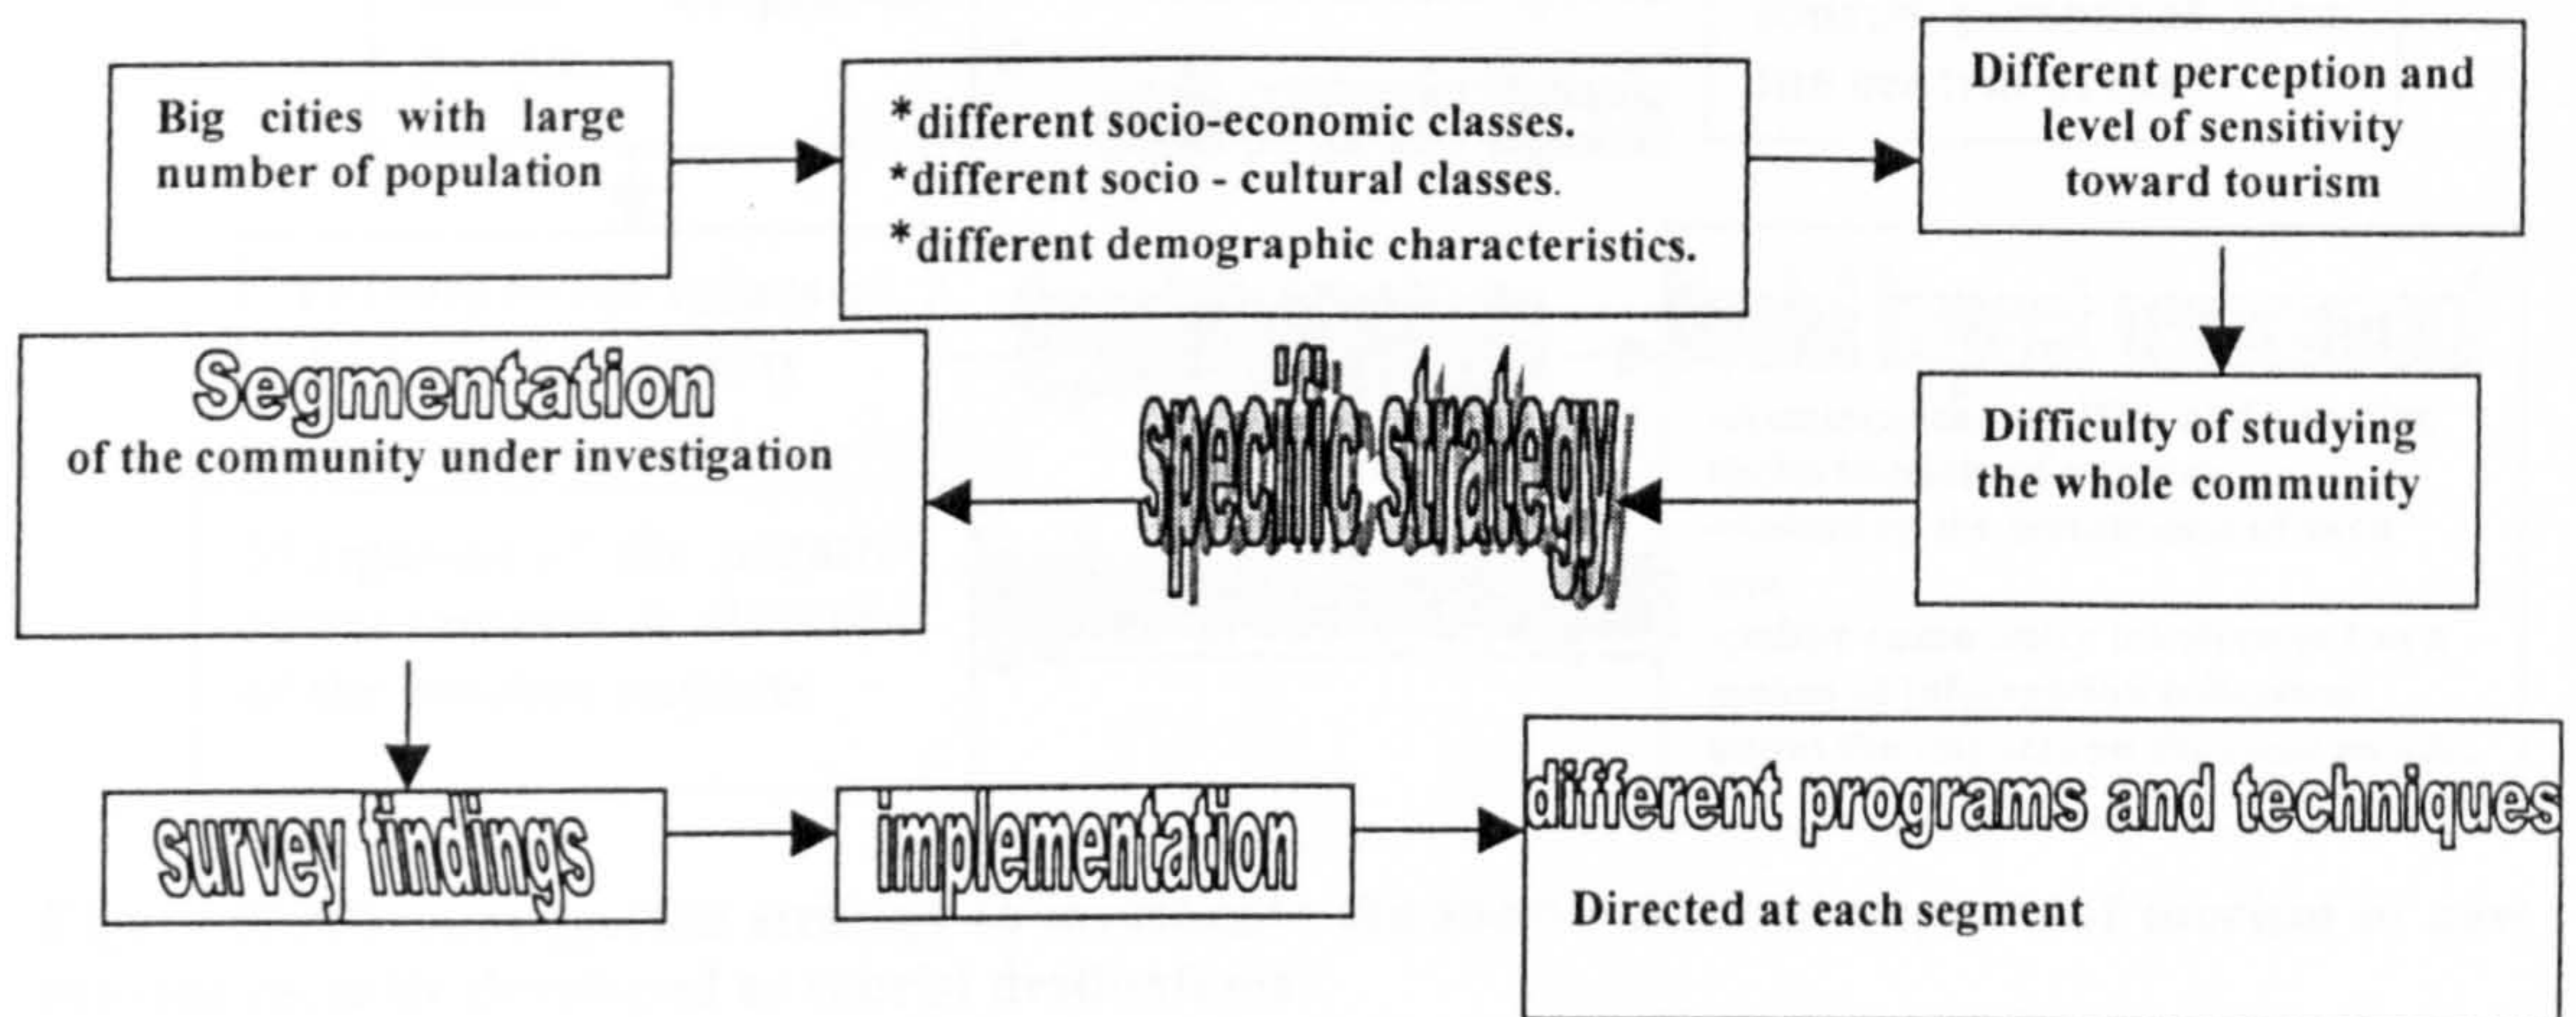 Big cities with large
number of population
*different socio-economic classes.
*different socio - cultural classes.
*different demographic characteristics.
Different perception and
level of sensitivity
toward tourism
Difficulty of studying
the whole community
specific strategy
Segmentation
of the community under investigation
survey findings
implementation
different programs and techniques
Directed at each segment